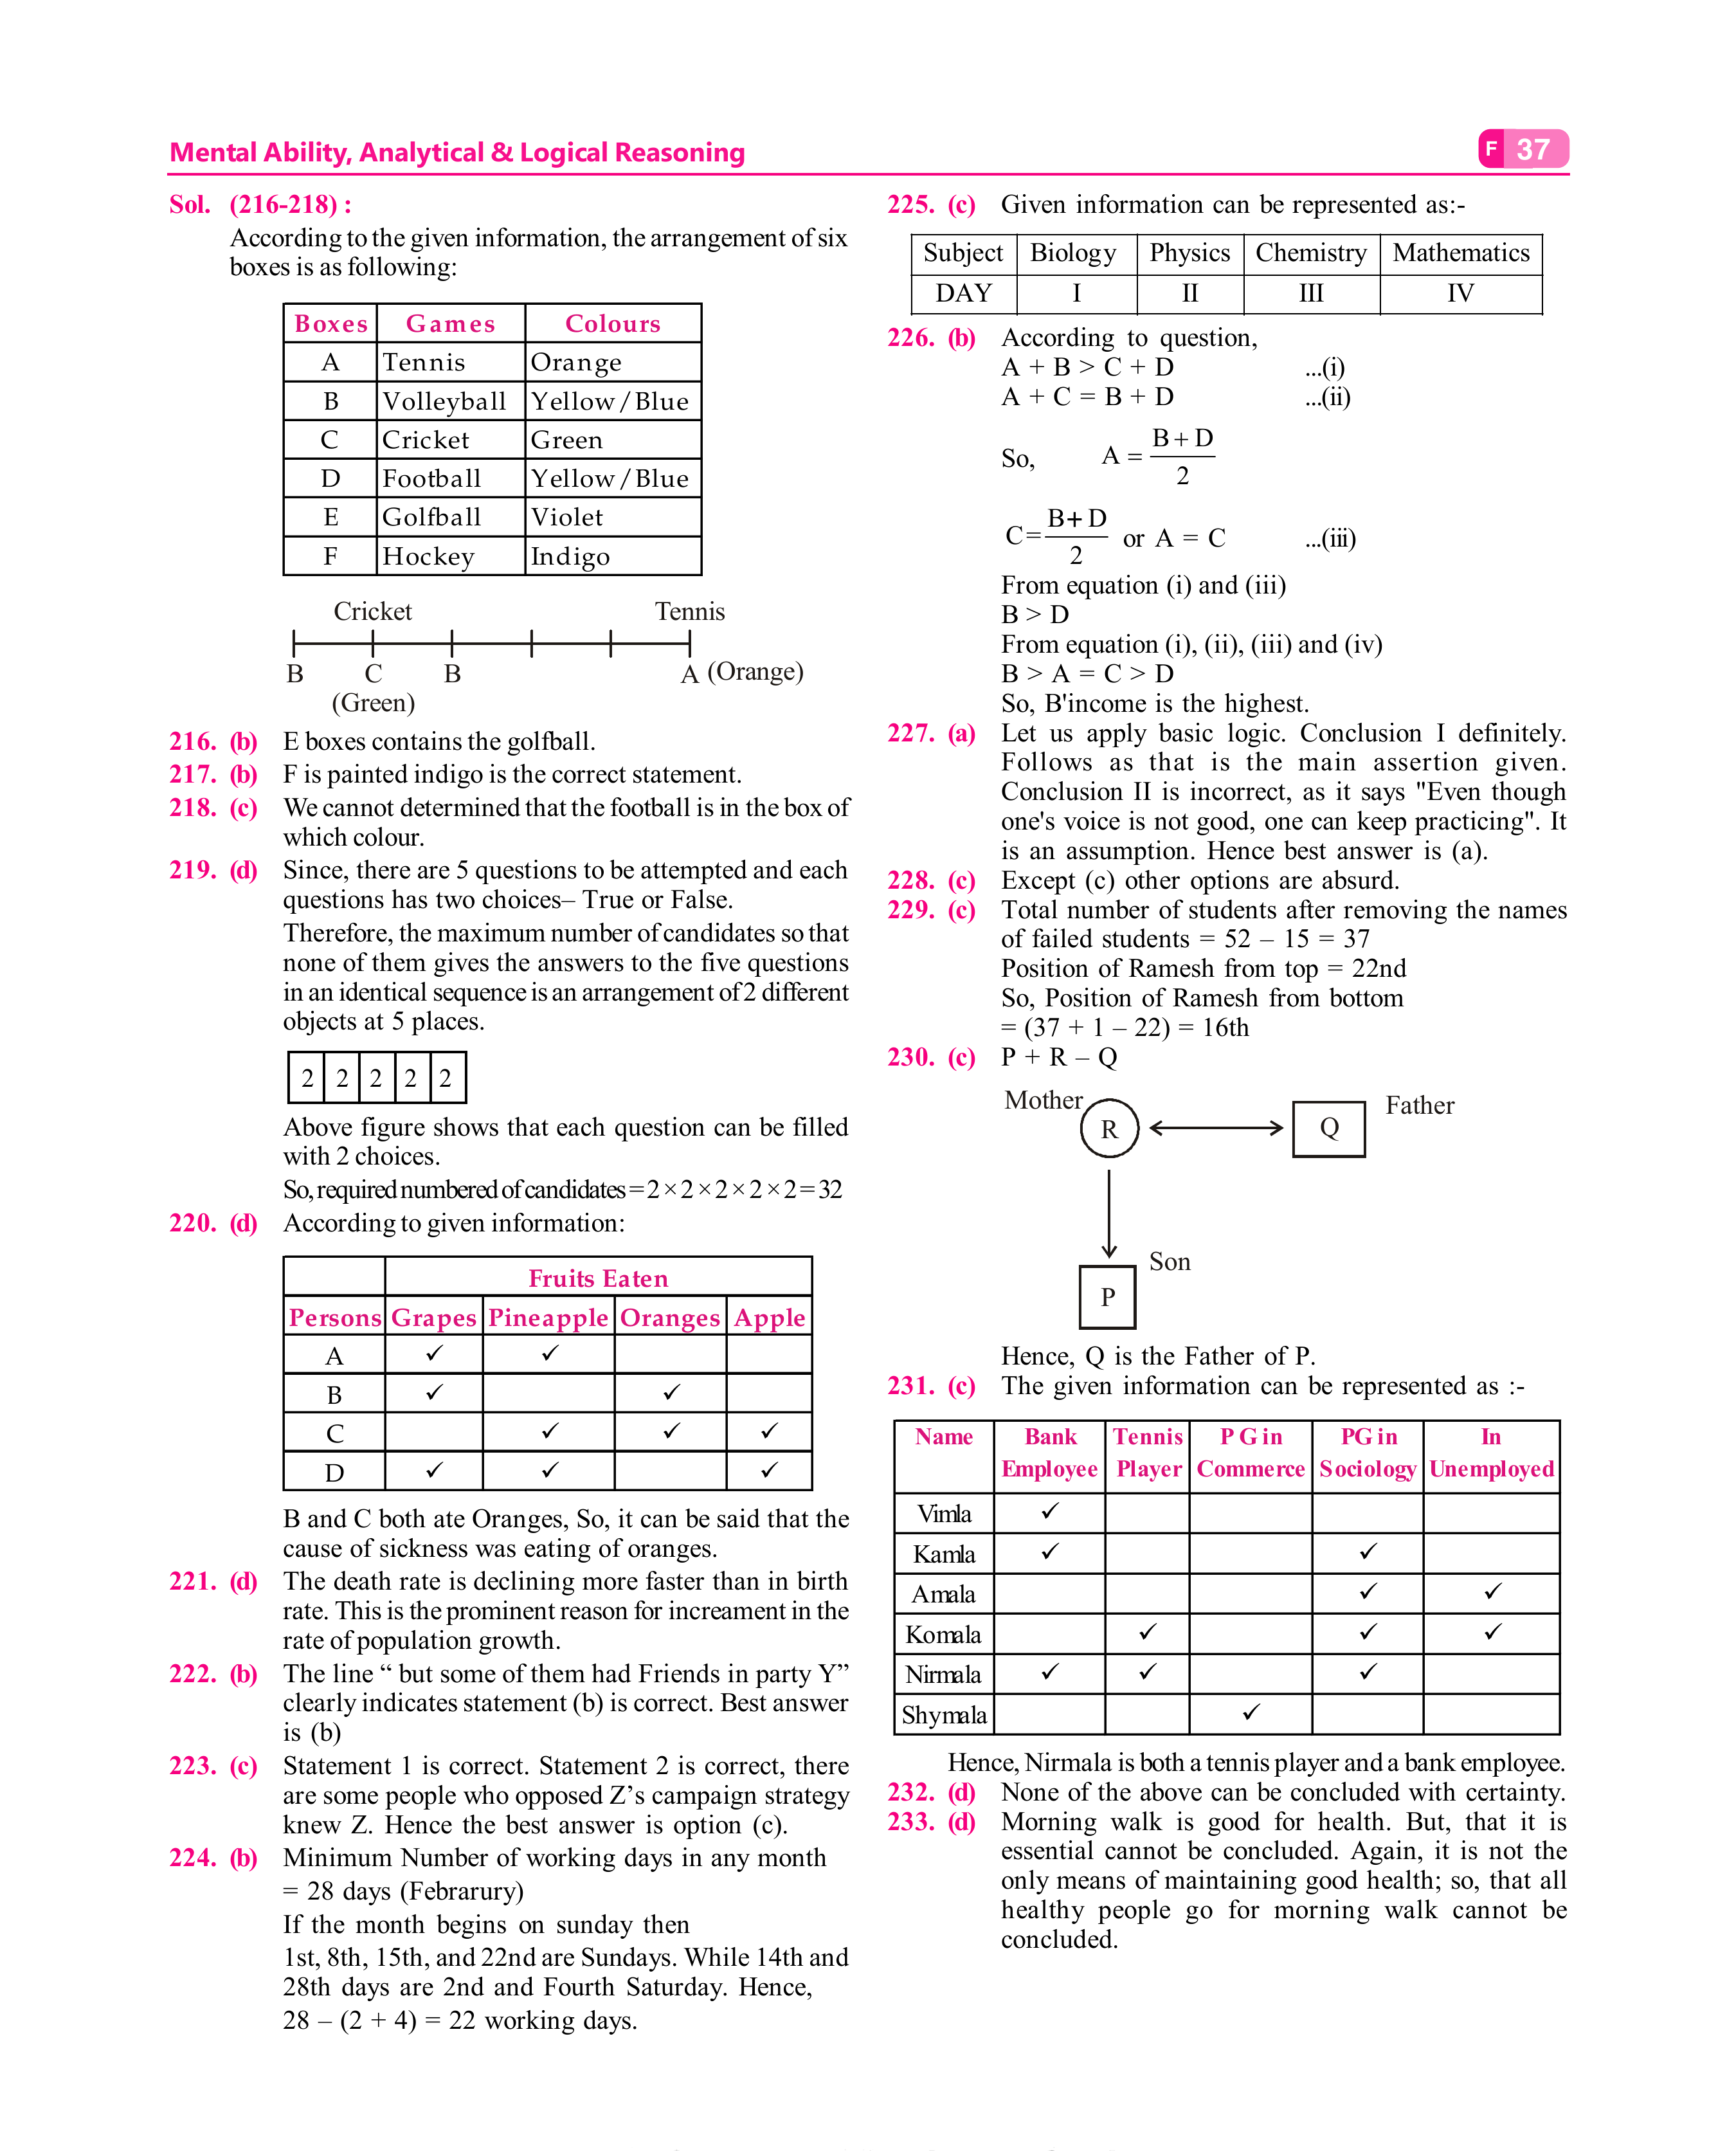 Mental Ability, Analytical & Logical Reasoning
F 37
Sol. (216-218) :
According to the given information, the arrangement of six
boxes is as following:
Boxes Games Colours
A Tennis Orange
B Volleyball Yellow/Blue
C Cricket Green
D Football Yellow/Blue
E Golfball Violet
F Hockey Indigo
Cricket Tennis
B C B A (Orange)
(Green)
216. (b) E boxes contains the golfball.
217. (b) F is painted indigo is the correct statement.
218. (c) We cannot determined that the football is in the box of
which colour.
219. (d) Since, there are 5 questions to be attempted and each
questions has two choices– True or False.
Therefore, the maximum number of candidates so that
none of them gives the answers to the five questions
in an identical sequence is an arrangement of 2 different
objects at 5 places.
2 2 2 2 2
Above figure shows that each question can be filled
with 2 choices.
So, required numbered of candidates = 2 × 2 × 2 × 2 × 2 = 32
220. (d) According to given information:
Fruits Eaten
Persons Grapes Pineapple Oranges Apple
A ✓ ✓
B ✓ ✓
C ✓ ✓ ✓
D ✓ ✓ ✓
B and C both ate Oranges, So, it can be said that the
cause of sickness was eating of oranges.
221. (d) The death rate is declining more faster than in birth
rate. This is the prominent reason for increament in the
rate of population growth.
222. (b) The line “ but some of them had Friends in party Y”
clearly indicates statement (b) is correct. Best answer
is (b)
223. (c) Statement 1 is correct. Statement 2 is correct, there
are some people who opposed Z’s campaign strategy
knew Z. Hence the best answer is option (c).
224. (b) Minimum Number of working days in any month
= 28 days (Febrarury)
If the month begins on sunday then
1st, 8th, 15th, and 22nd are Sundays. While 14th and
28th days are 2nd and Fourth Saturday. Hence,
28 – (2 + 4) = 22 working days.
225. (c) Given information can be represented as:-
Subject Biology Physics Chemistry Mathematics
DAY I II III IV
226. (b) According to question,
A + B > C + D ...(i)
A + C = B + D ...(ii)
So, A = B + D / 2
C = B + D / 2 or A = C ...(iii)
From equation (i) and (iii)
B > D
From equation (i), (ii), (iii) and (iv)
B > A = C > D
So, B'income is the highest.
227. (a) Let us apply basic logic. Conclusion I definitely.
Follows as that is the main assertion given.
Conclusion II is incorrect, as it says "Even though
one's voice is not good, one can keep practicing". It
is an assumption. Hence best answer is (a).
228. (c) Except (c) other options are absurd.
229. (c) Total number of students after removing the names
of failed students = 52 – 15 = 37
Position of Ramesh from top = 22nd
So, Position of Ramesh from bottom
= (37 + 1 – 22) = 16th
230. (c) P + R – Q
Mother R Q Father
Son
P
Hence, Q is the Father of P.
231. (c) The given information can be represented as :-
Name Bank Tennis P G in PG in In
Employee Player Commerce Sociology Unemployed
Vimla ✓
Kamla ✓ ✓
Amala ✓ ✓
Komala ✓ ✓ ✓
Nirmala ✓ ✓ ✓
Shymala ✓
Hence, Nirmala is both a tennis player and a bank employee.
232. (d) None of the above can be concluded with certainty.
233. (d) Morning walk is good for health. But, that it is
essential cannot be concluded. Again, it is not the
only means of maintaining good health; so, that all
healthy people go for morning walk cannot be
concluded.